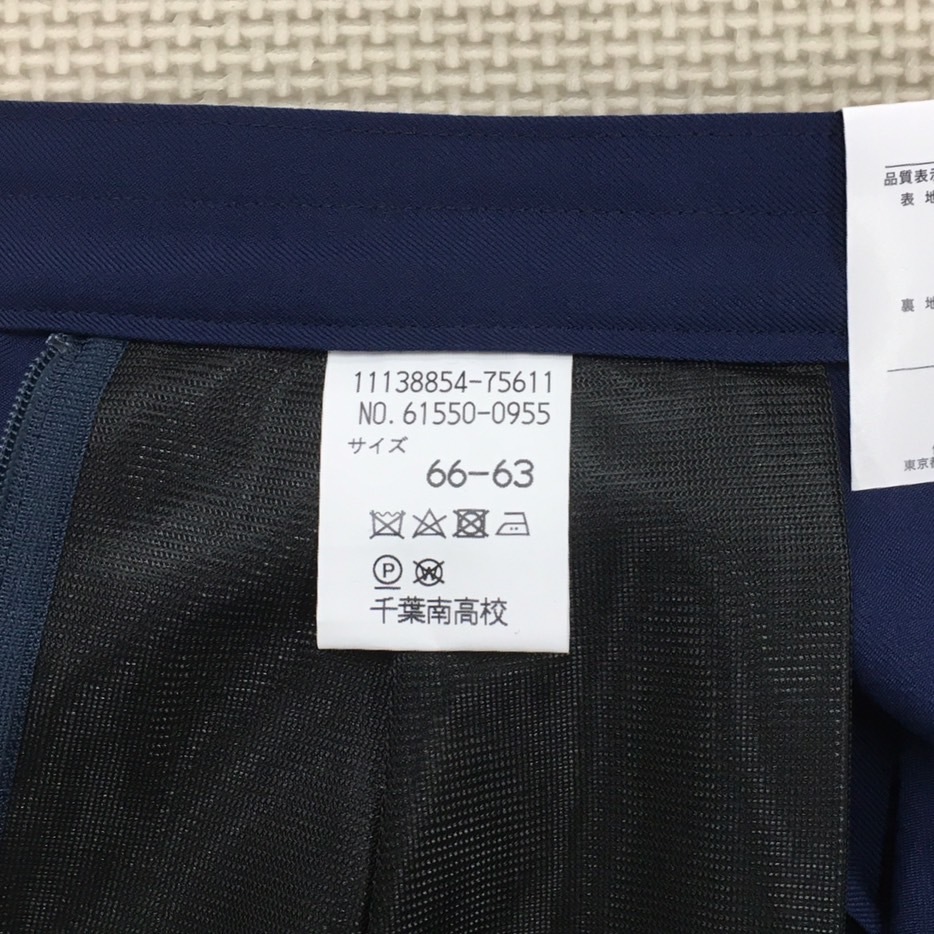 11138854-75611
NO.61550-0955
サイズ
66-63
P
W
千葉南高校
品質表示
表 地
裏 地
東京都